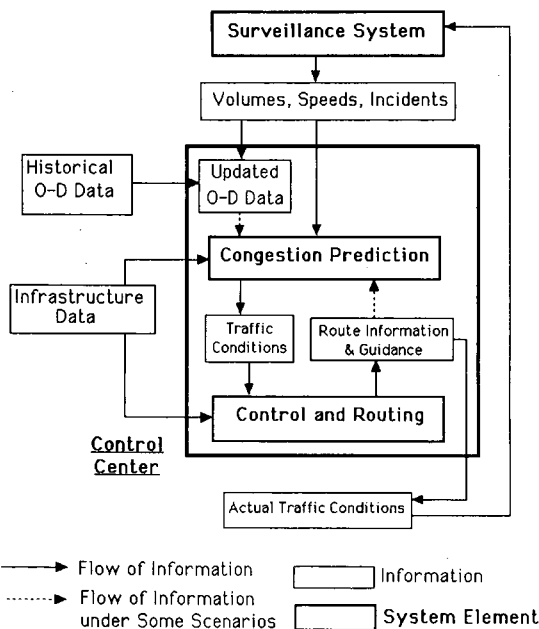 Surveillance System
Volumes, Speeds, Incidents
Historical
O-D Data
Updated
O-D Data
Congestion Prediction
Infrastructure
Data
Traffic
Conditions
Route Information
& Guidance
Control and Routing
Control
Center
Actual Traffic Conditions
Flow of Information
Information
Flow of Information
under Some Scenarios
System Element